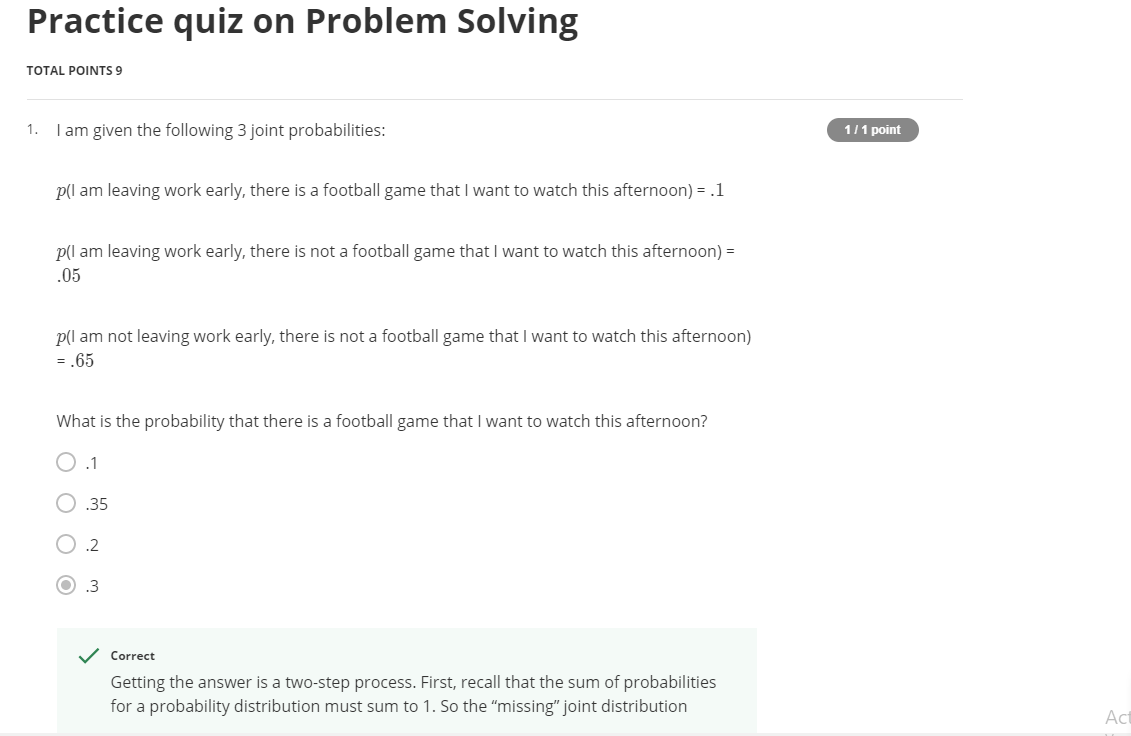 Practice quiz on Problem Solving
TOTAL POINTS 9
1. I am given the following 3 joint probabilities:
1 / 1 point
p(I am leaving work early, there is a football game that I want to watch this afternoon) = .1
p(I am leaving work early, there is not a football game that I want to watch this afternoon) =
.05
p(I am not leaving work early, there is not a football game that I want to watch this afternoon)
= .65
What is the probability that there is a football game that I want to watch this afternoon?
.1
.35
.2
.3
Correct
Getting the answer is a two-step process. First, recall that the sum of probabilities
for a probability distribution must sum to 1. So the “missing” joint distribution
Act